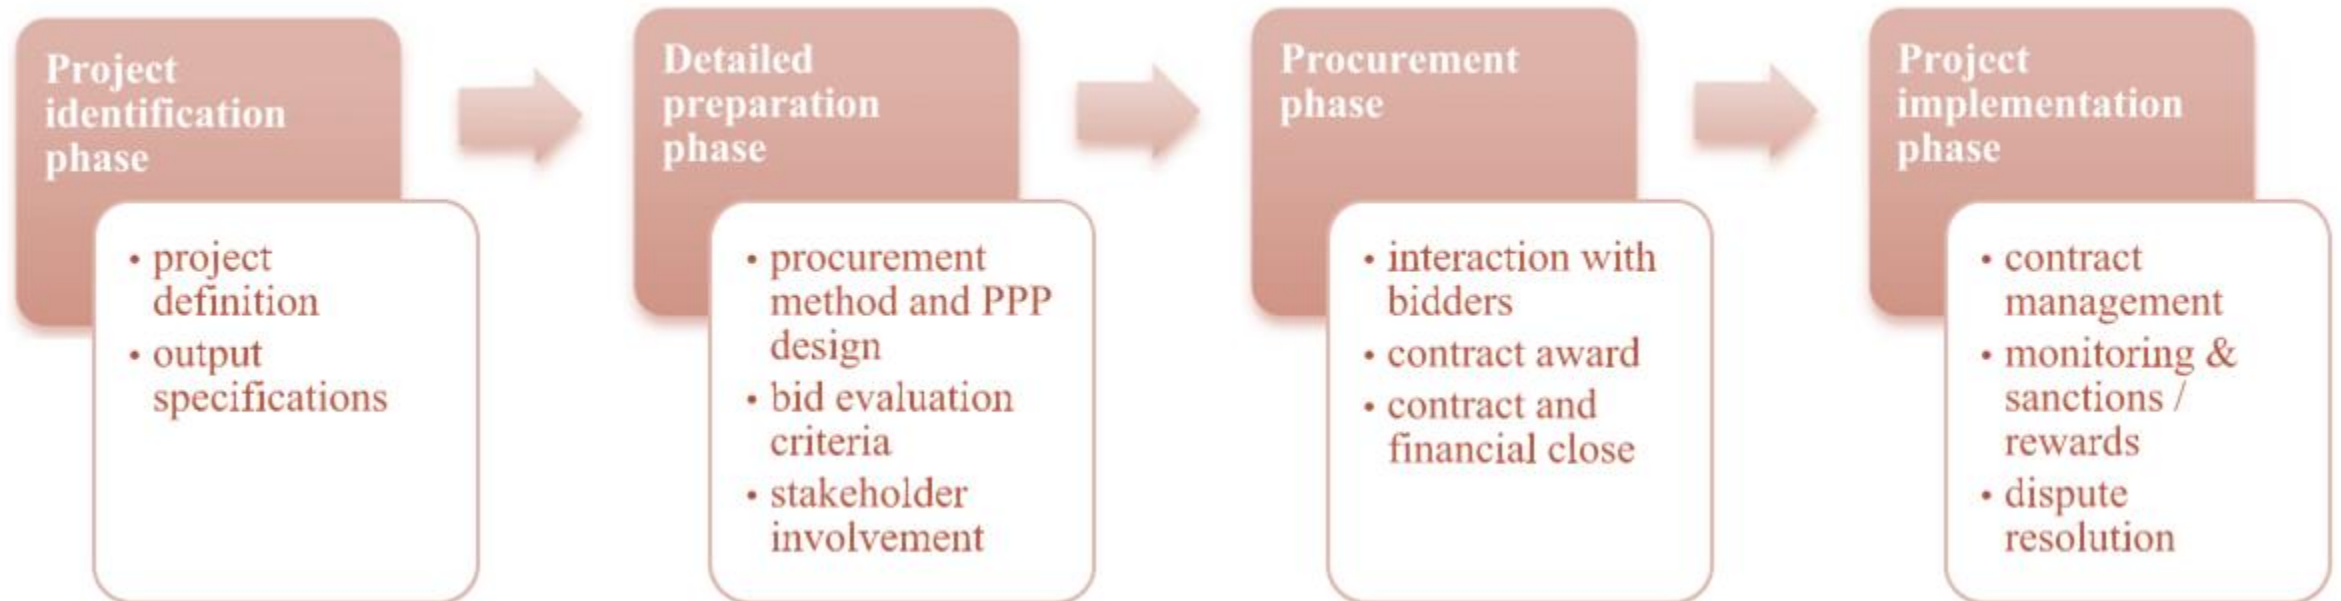 Project
identification
phase
• project
definition
• output
specifications
Detailed
preparation
phase
• procurement
method and PPP
design
• bid evaluation
criteria
• stakeholder
involvement
Procurement
phase
• interaction with
bidders
• contract award
• contract and
financial close
Project
implementation
phase
• contract
management
• monitoring &
sanctions /
rewards
• dispute
resolution